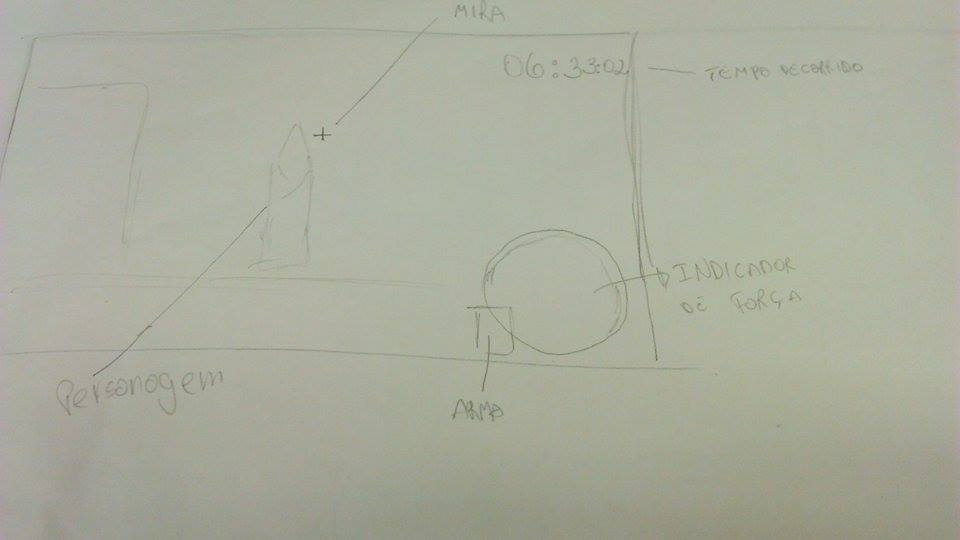 MIRA
06:33:02
TEMPO DECORRIDO
INDICADOR
DE FORÇA
Personagem
ARMA